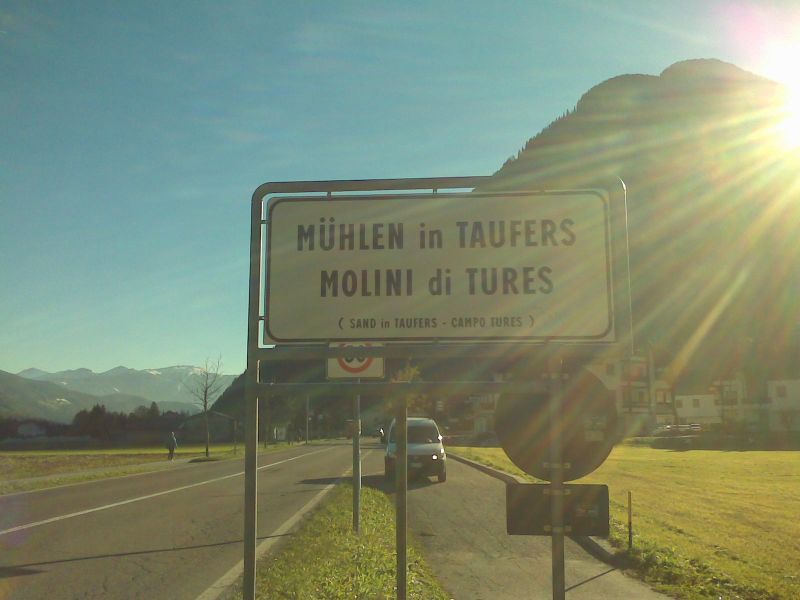 MÜHLEN in TAUFERS
MOLINI di TURES
( SAND in TAUFERS - CAMPO TURES )